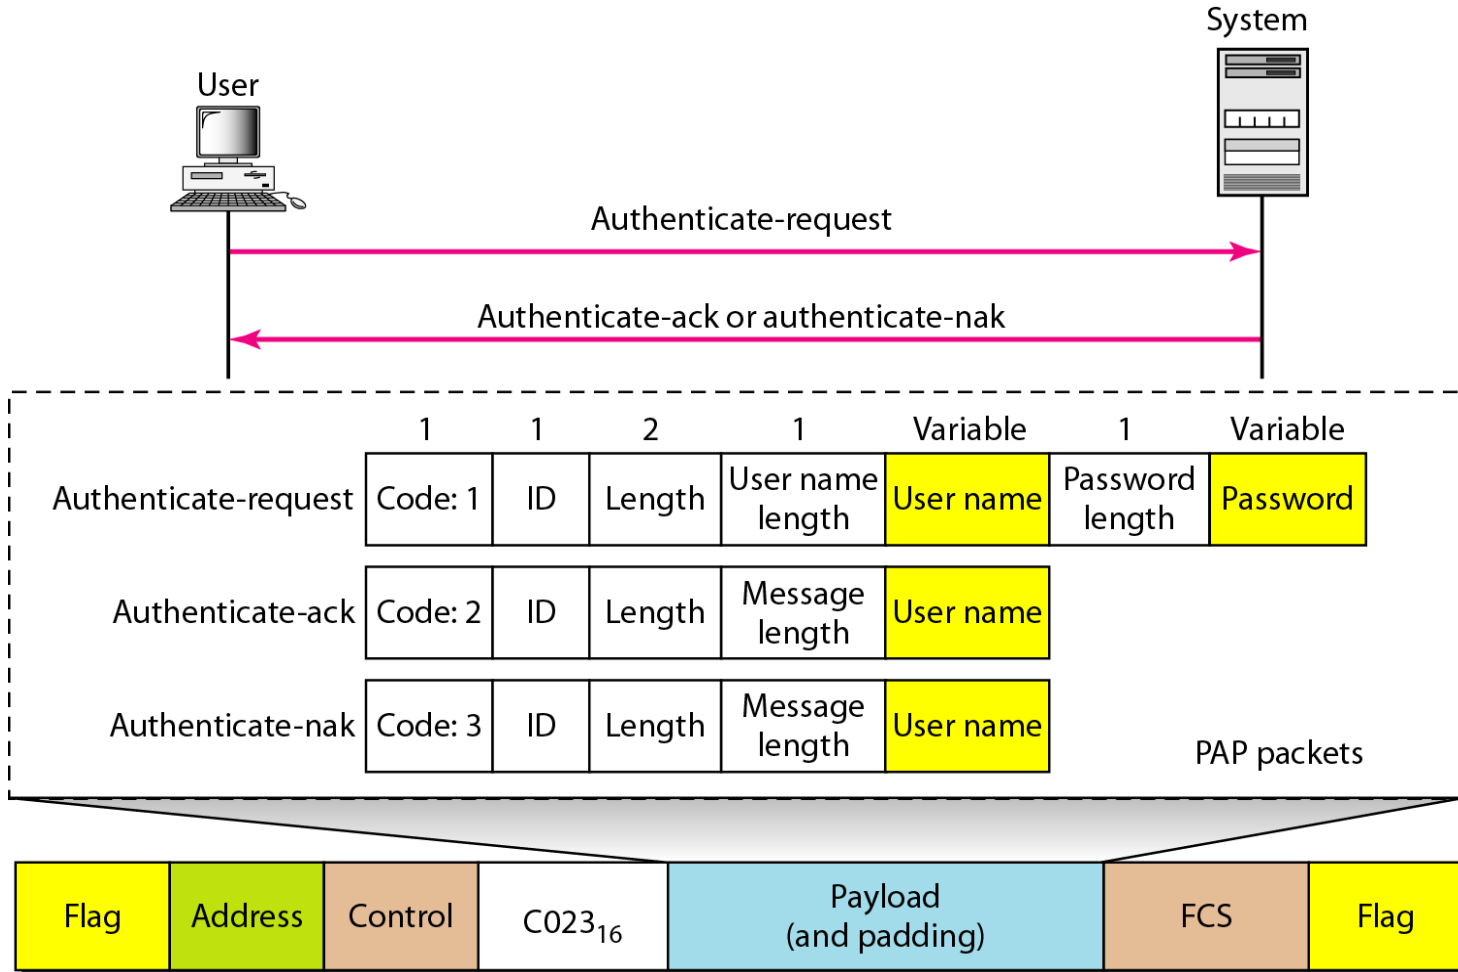 System
User
Authenticate-request
Authenticate-ack or authenticate-nak
1 1 2 1 Variable 1 Variable
Authenticate-request Code: 1 ID Length User name length User name Password length Password
Authenticate-ack Code: 2 ID Length Message length User name
Authenticate-nak Code: 3 ID Length Message length User name
PAP packets
Flag Address Control C023₁₆ Payload (and padding) FCS Flag